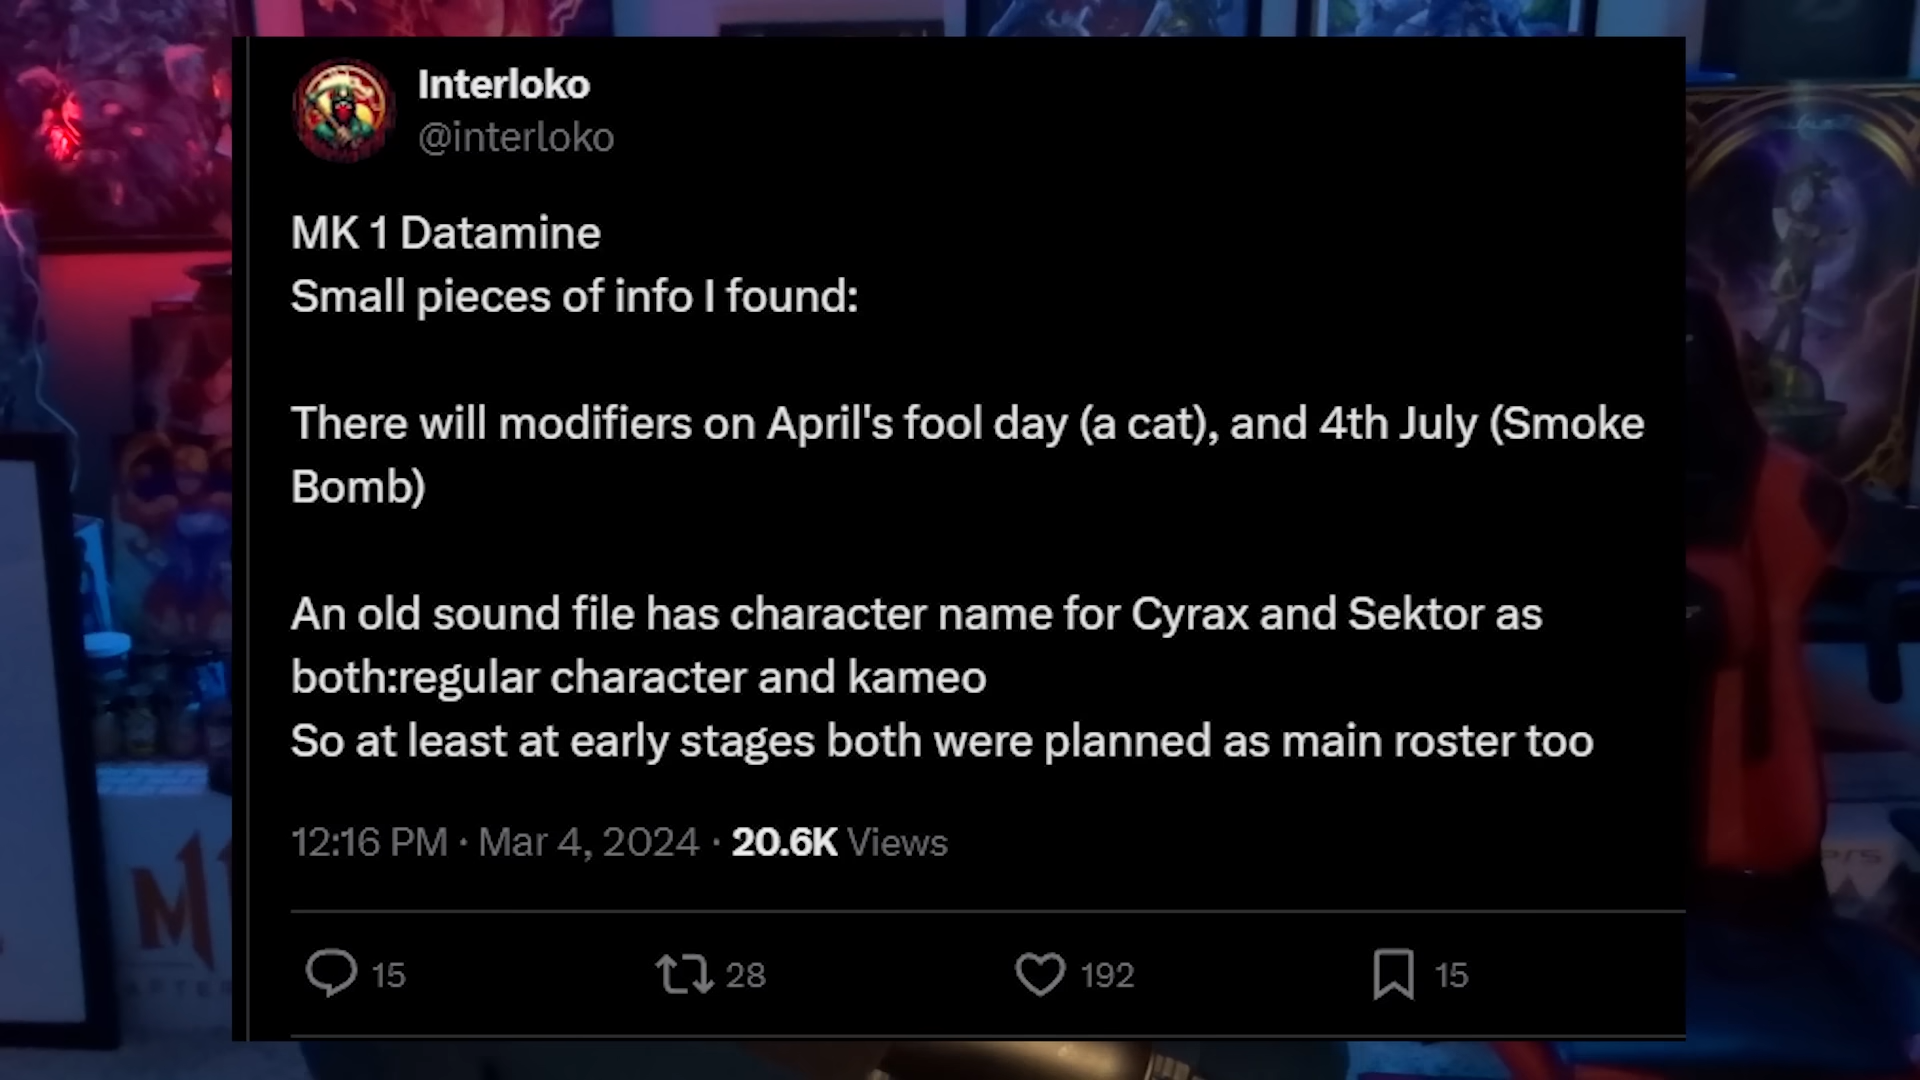 Interloko
@interloko
MK 1 Datamine
Small pieces of info I found:
There will modifiers on April's fool day (a cat), and 4th July (Smoke
Bomb)
An old sound file has character name for Cyrax and Sektor as
both:regular character and kameo
So at least at early stages both were planned as main roster too
12:16 PM · Mar 4, 2024 · 20.6K Views
15 28 192 15